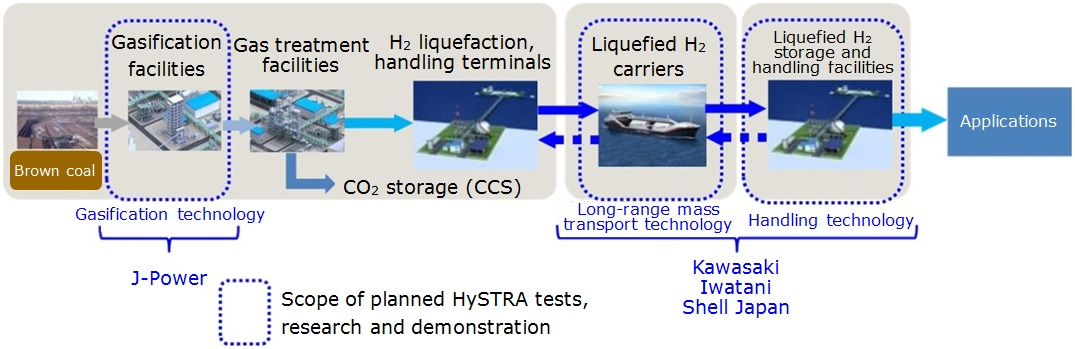 Gasification
facilities
Gas treatment
facilities
H₂ liquefaction,
handling terminals
Liquefied H₂
carriers
Liquefied H₂
storage and
handling facilities
Brown coal
Applications
CO₂ storage (CCS)
Gasification technology
Long-range mass
transport technology
Handling technology
J-Power
Kawasaki
Iwatani
Shell Japan
Scope of planned HySTRA tests,
research and demonstration